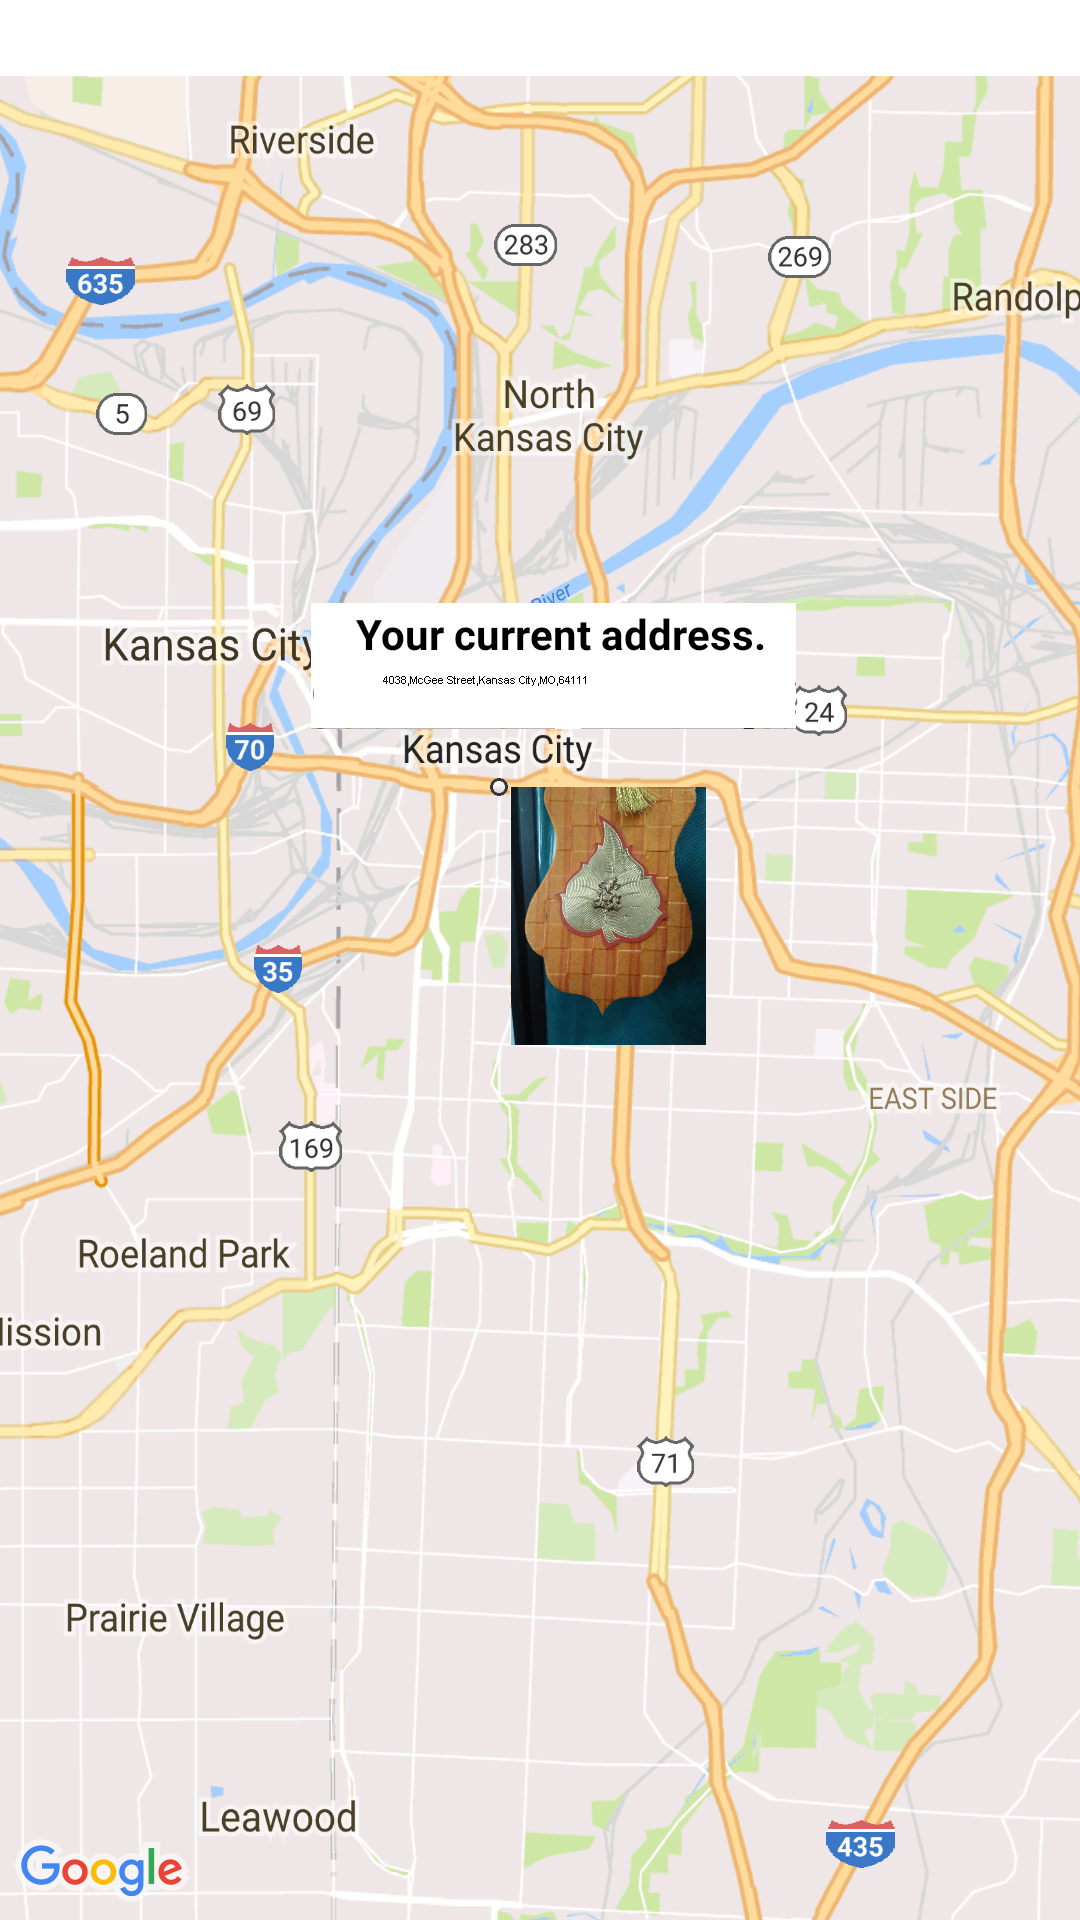 Riverside
283
269
635
Randolp
North
Kansas City
5
69
River
Your current address.
Kansas City
4038,McGee Street,Kansas City,MO,64111
24
70
Kansas City
35
EAST SIDE
169
Roeland Park
lission
71
Prairie Village
Leawood
435
Google